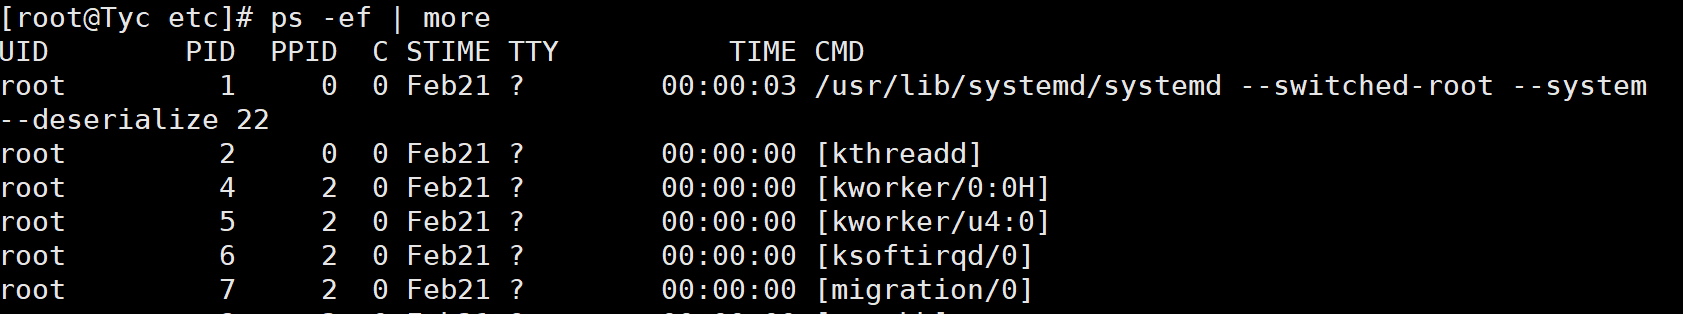 [root@Tyc etc]# ps -ef | more
UID        PID  PPID  C STIME TTY          TIME CMD
root         1     0  0 Feb21 ?        00:00:03 /usr/lib/systemd/systemd --switched-root --system
--deserialize 22
root         2     0  0 Feb21 ?        00:00:00 [kthreadd]
root         4     2  0 Feb21 ?        00:00:00 [kworker/0:0H]
root         5     2  0 Feb21 ?        00:00:00 [kworker/u4:0]
root         6     2  0 Feb21 ?        00:00:00 [ksoftirqd/0]
root         7     2  0 Feb21 ?        00:00:00 [migration/0]